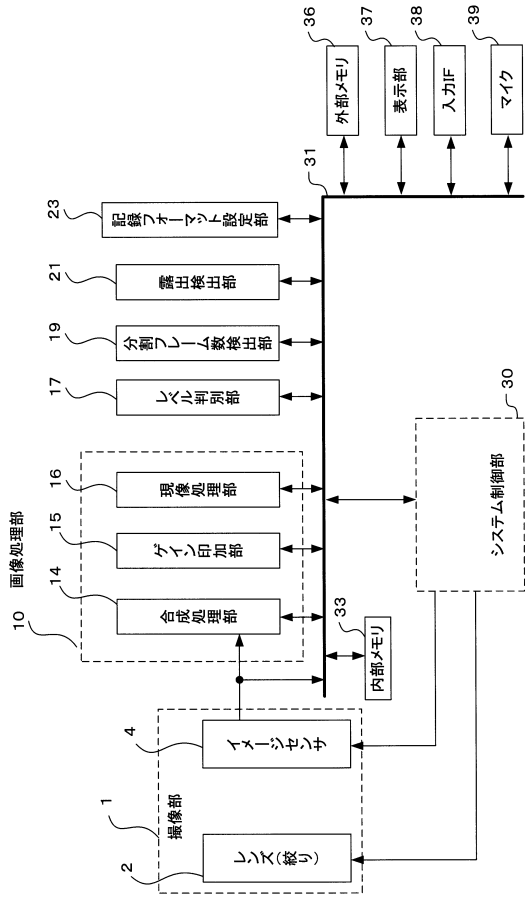 1
撮像部
2
レンズ(絞り)
4
イメージセンサ
10
画像処理部
14
合成処理部
15
ゲイン印加部
16
現像処理部
17
レベル判別部
19
分割フレーム数検出部
21
露出検出部
23
記録フォーマット設定部
31
33
内部メモリ
30
システム制御部
36
外部メモリ
37
表示部
38
入力IF
39
マイク